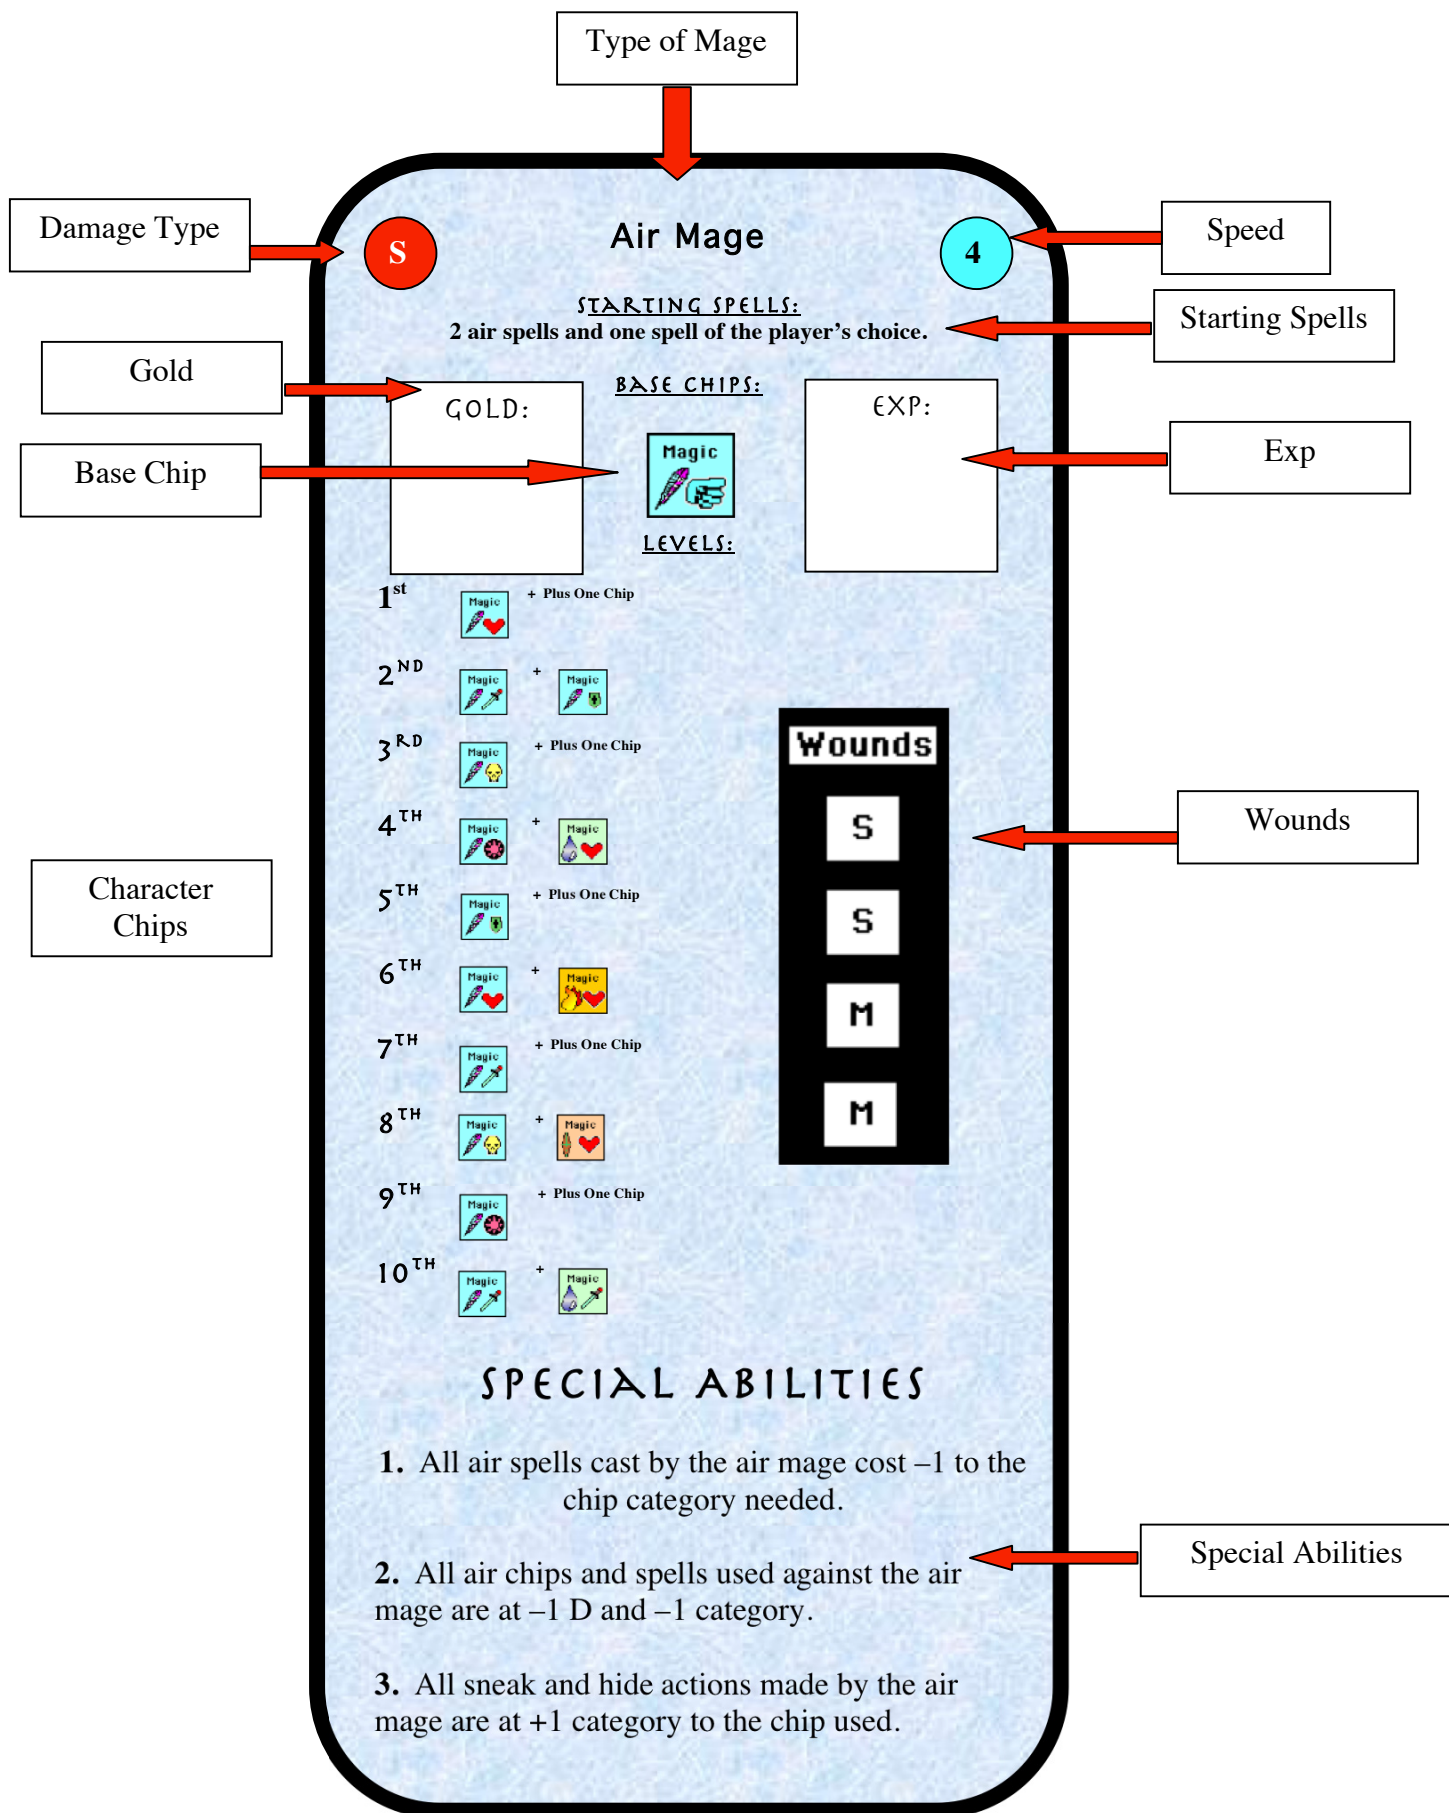 Type of Mage
Damage Type
S
Air Mage
4
Speed
STARTING SPELLS:
2 air spells and one spell of the player’s choice.
Starting Spells
Gold
GOLD:
BASE CHIPS:
EXP:
Base Chip
Magic
Exp
LEVELS:
1st
Magic
+ Plus One Chip
2ND
Magic
+
Magic
3RD
Magic
+ Plus One Chip
4TH
Magic
+
Magic
5TH
Magic
+ Plus One Chip
6TH
Magic
+
Magic
7TH
Magic
+ Plus One Chip
8TH
Magic
+
Magic
9TH
Magic
+ Plus One Chip
10TH
Magic
+
Magic
Wounds
S
S
M
M
Wounds
Character
Chips
SPECIAL ABILITIES
1. All air spells cast by the air mage cost –1 to the
chip category needed.
2. All air chips and spells used against the air
mage are at –1 D and –1 category.
Special Abilities
3. All sneak and hide actions made by the air
mage are at +1 category to the chip used.